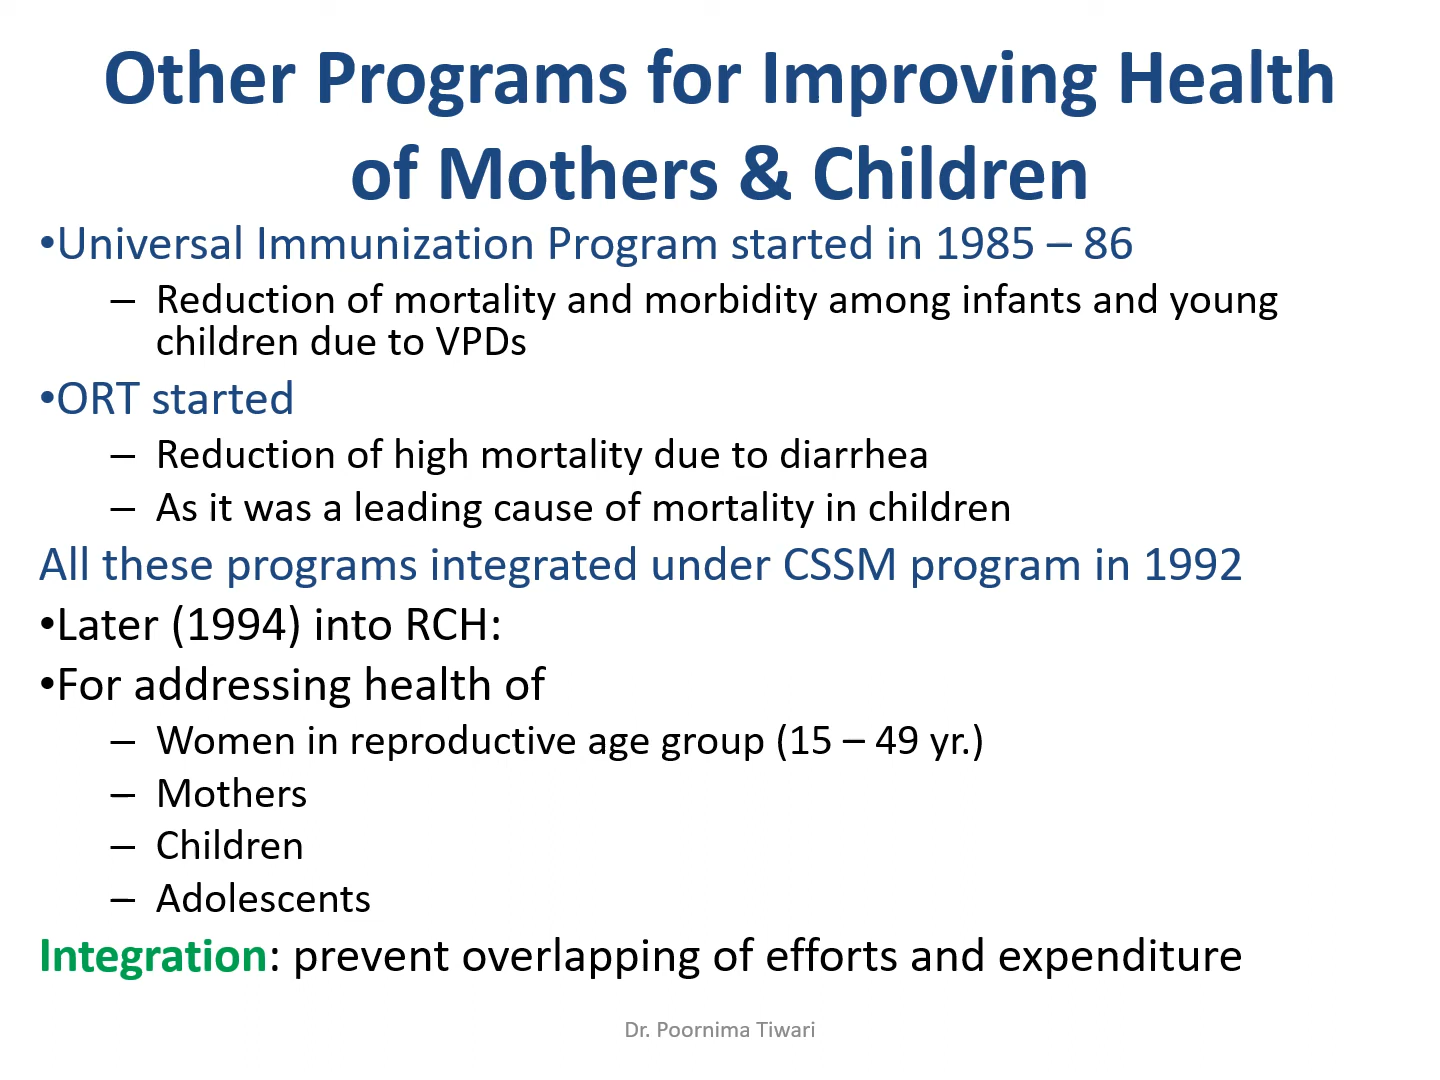 Other Programs for Improving Health
of Mothers & Children
•Universal Immunization Program started in 1985 – 86
– Reduction of mortality and morbidity among infants and young
children due to VPDs
•ORT started
– Reduction of high mortality due to diarrhea
– As it was a leading cause of mortality in children
All these programs integrated under CSSM program in 1992
•Later (1994) into RCH:
•For addressing health of
– Women in reproductive age group (15 – 49 yr.)
– Mothers
– Children
– Adolescents
Integration: prevent overlapping of efforts and expenditure
Dr. Poornima Tiwari